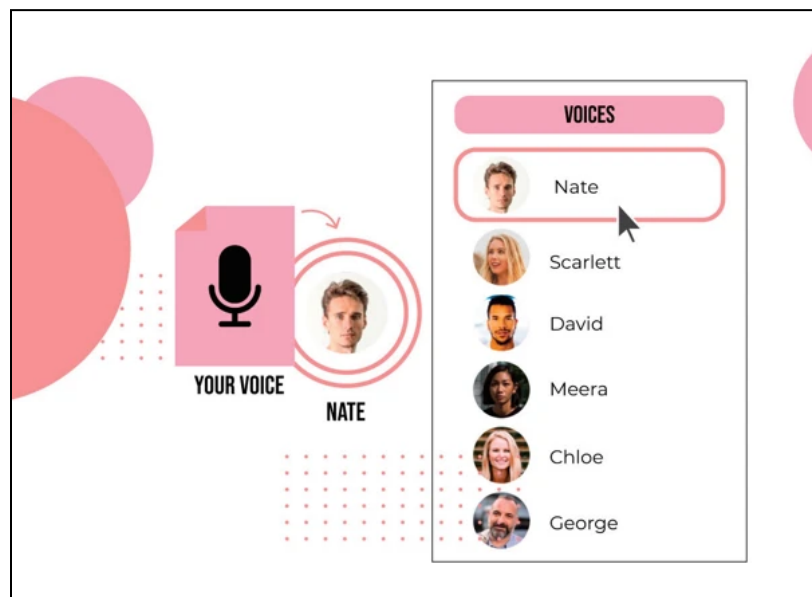 VOICES
Nate
Scarlett
David
Meera
Chloe
George
YOUR VOICE
NATE